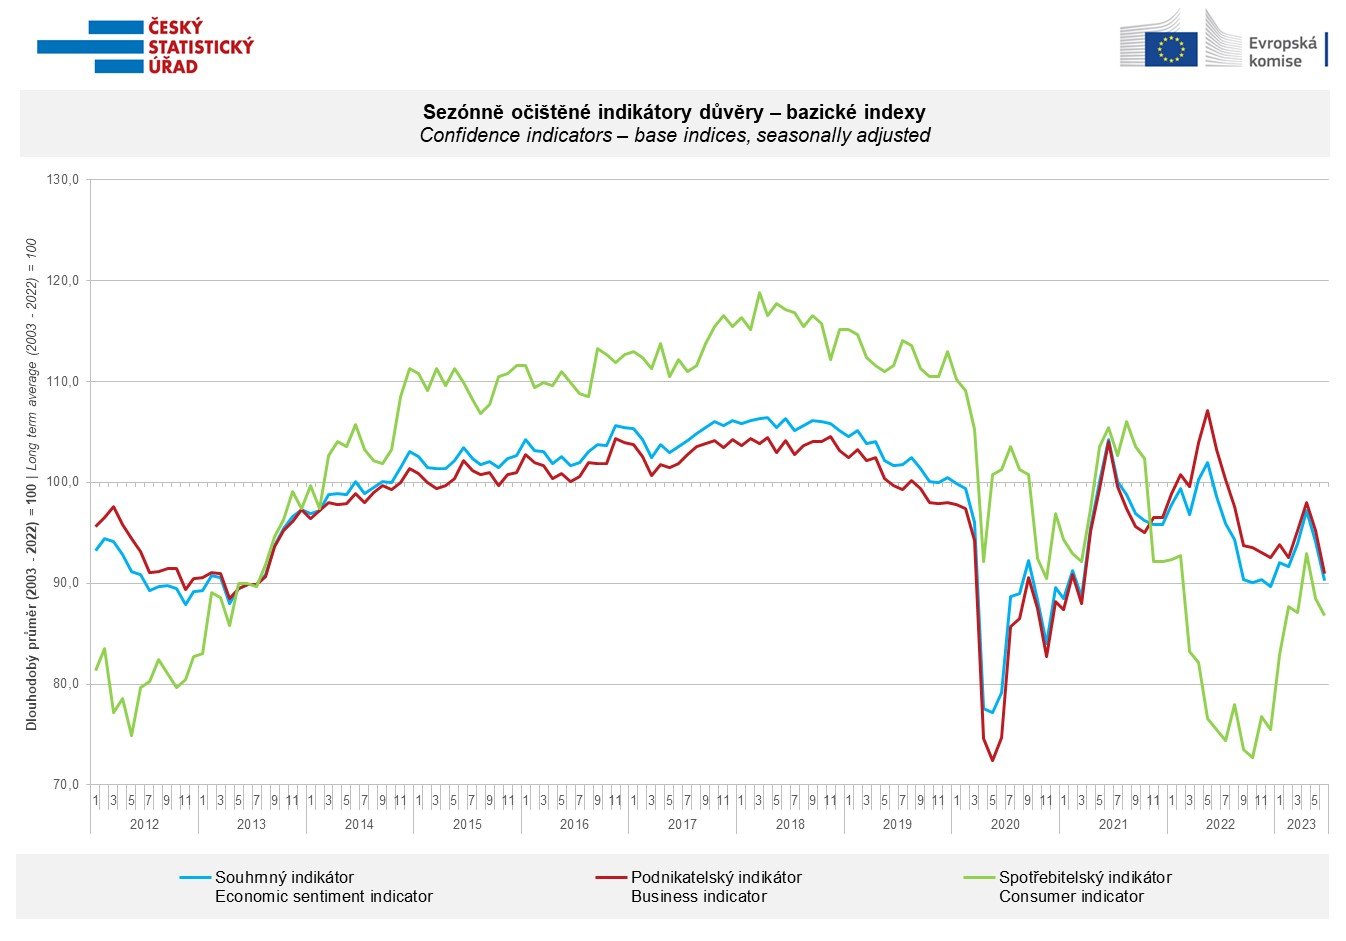 ČESKÝ
STATISTICKÝ
ÚŘAD
Evropská
komise
Sezónně očištěné indikátory důvěry – bazické indexy
Confidence indicators – base indices, seasonally adjusted
Dlouhodobý průměr (2003 - 2022) = 100 | Long term average (2003 - 2022) = 100
130,0
120,0
110,0
100,0
90,0
80,0
70,0
1 3 5 7 9 11 1 3 5 7 9 11 1 3 5 7 9 11 1 3 5 7 9 11 1 3 5 7 9 11 1 3 5 7 9 11 1 3 5 7 9 11 1 3 5 7 9 11 1 3 5 7 9 11 1 3 5 7 9 11 1 3 5 7 9 11 1 3 5
2012 2013 2014 2015 2016 2017 2018 2019 2020 2021 2022 2023
Souhrnný indikátor Podnikatelský indikátor Spotřebitelský indikátor
Economic sentiment indicator Business indicator Consumer indicator